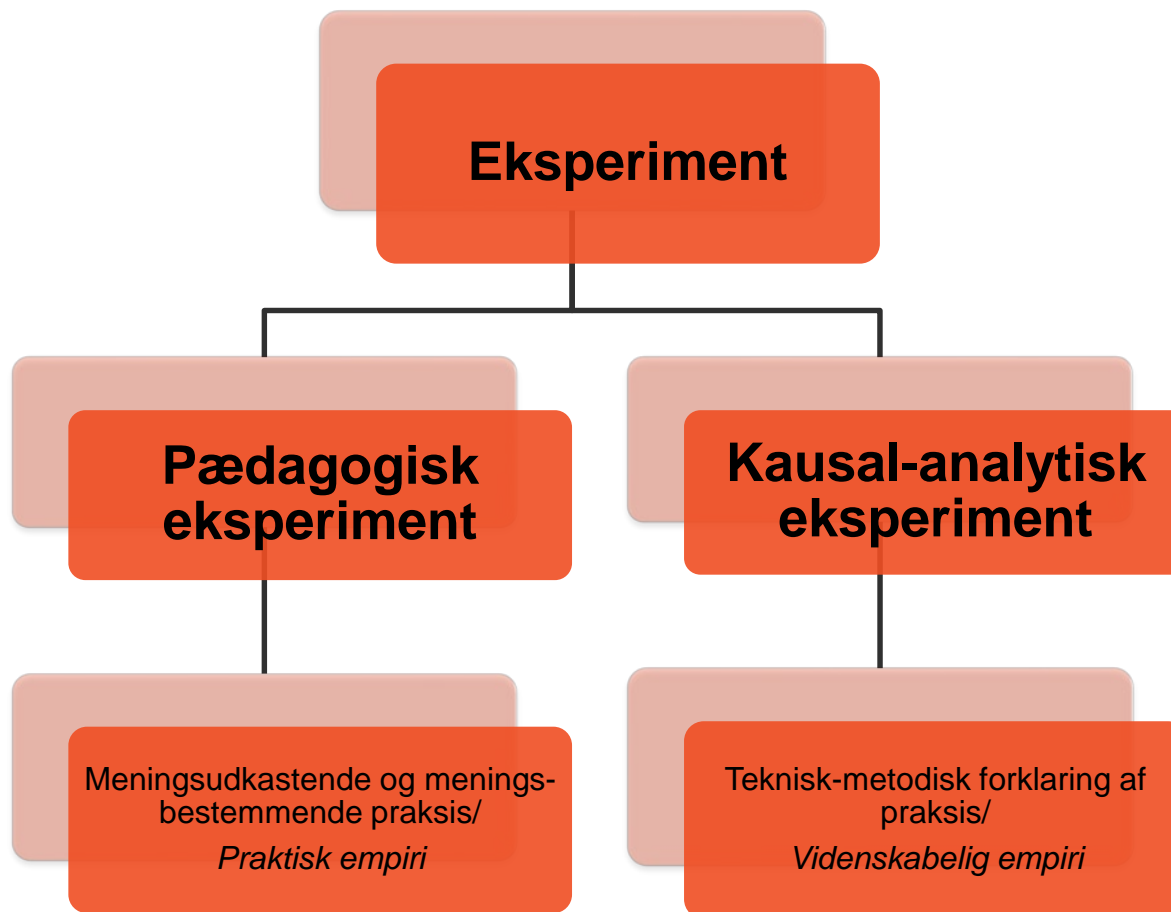 Eksperiment
Pædagogisk
eksperiment
Kausal-analytisk
eksperiment
Meningsudkastende og menings-
bestemmende praksis/
Praktisk empiri
Teknisk-metodisk forklaring af
praksis/
Videnskabelig empiri